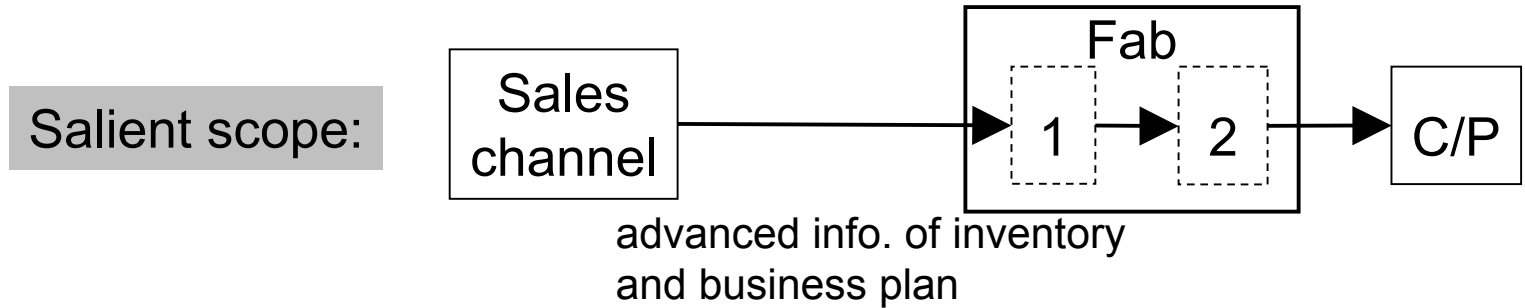 Salient scope:
Sales
channel
Fab
1
2
C/P
advanced info. of inventory
and business plan